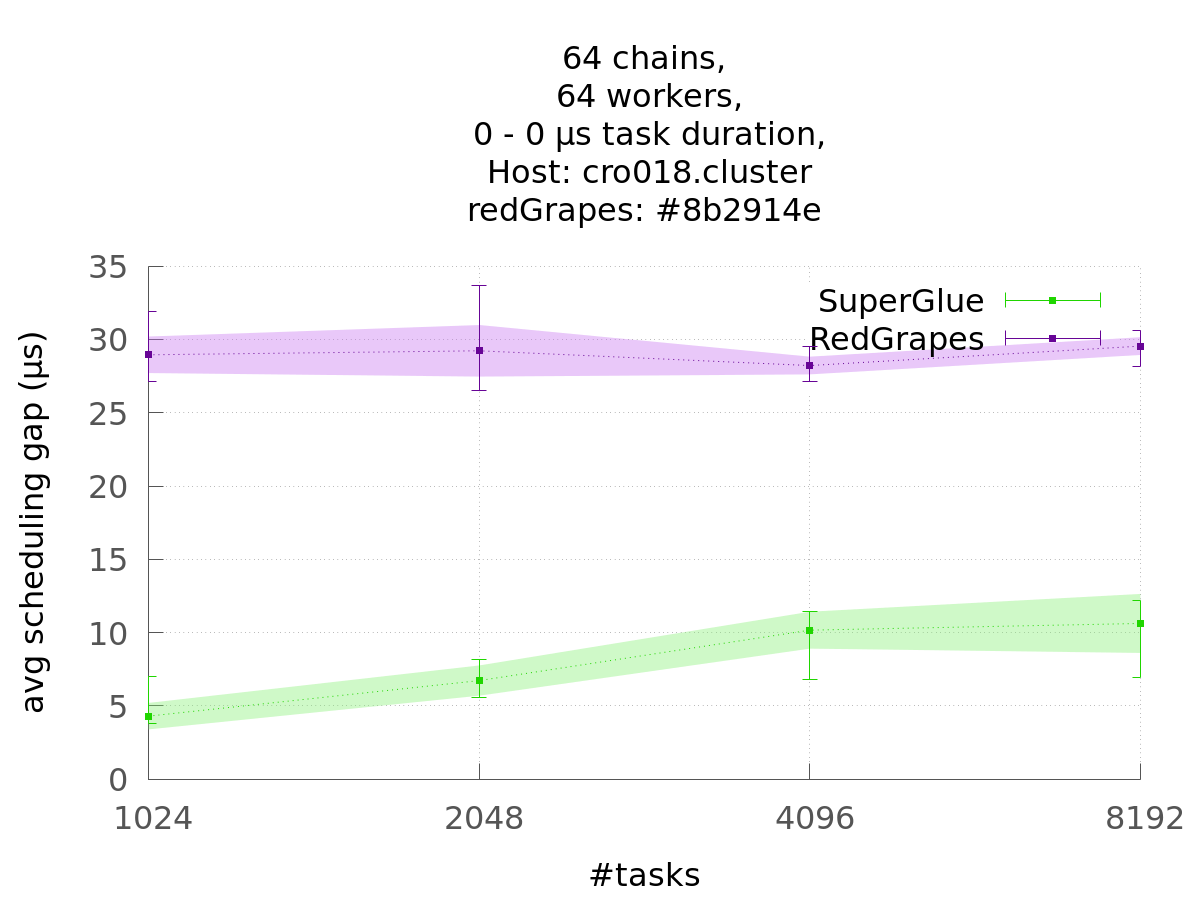 64 chains,
64 workers,
0 - 0 µs task duration,
Host: cro018.cluster
redGrapes: #8b2914e
35
30
25
20
15
10
5
0
avg scheduling gap (µs)
SuperGlue
RedGrapes
1024 2048 4096 8192
#tasks